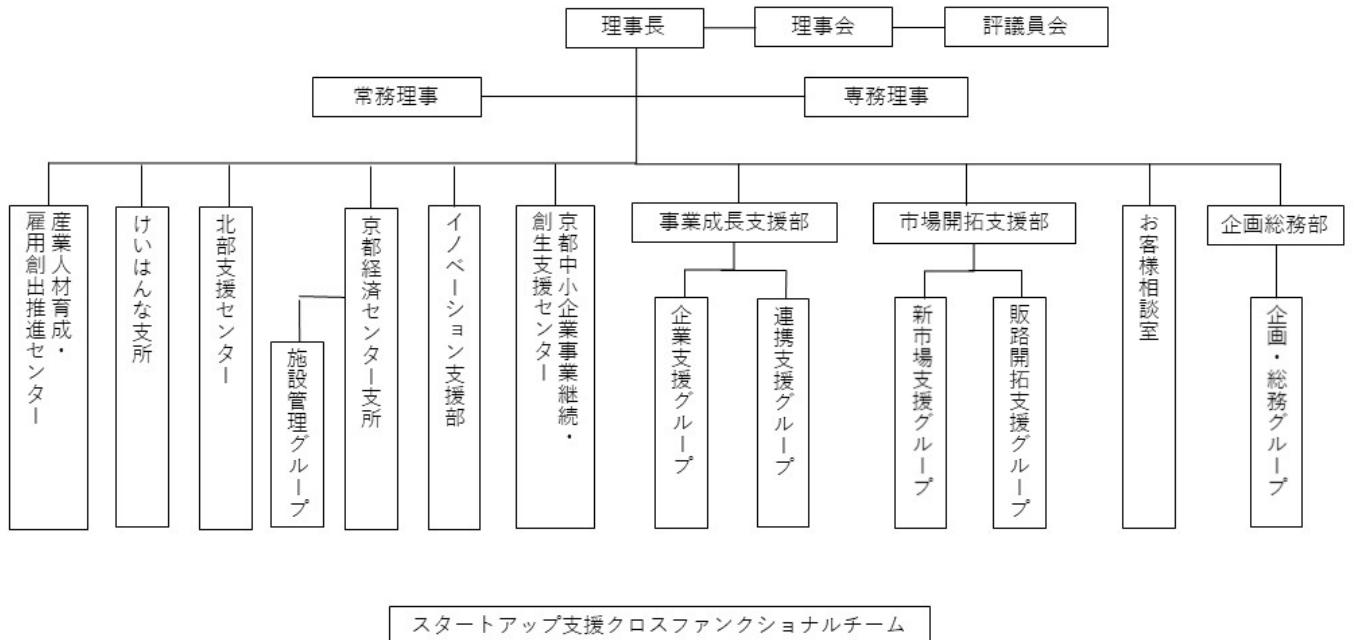 理事長
理事会
評議員会
常務理事
専務理事
産業人材育成・
雇用創出推進センター
けいはんな支所
北部支援センター
施設管理グループ
京都経済センター支所
イノベーション支援部
京都中小企業事業継続・
創生支援センター
事業成長支援部
企業支援グループ
連携支援グループ
市場開拓支援部
新市場支援グループ
販路開拓支援グループ
お客様相談室
企画総務部
企画・総務グループ
スタートアップ支援クロスファンクショナルチーム